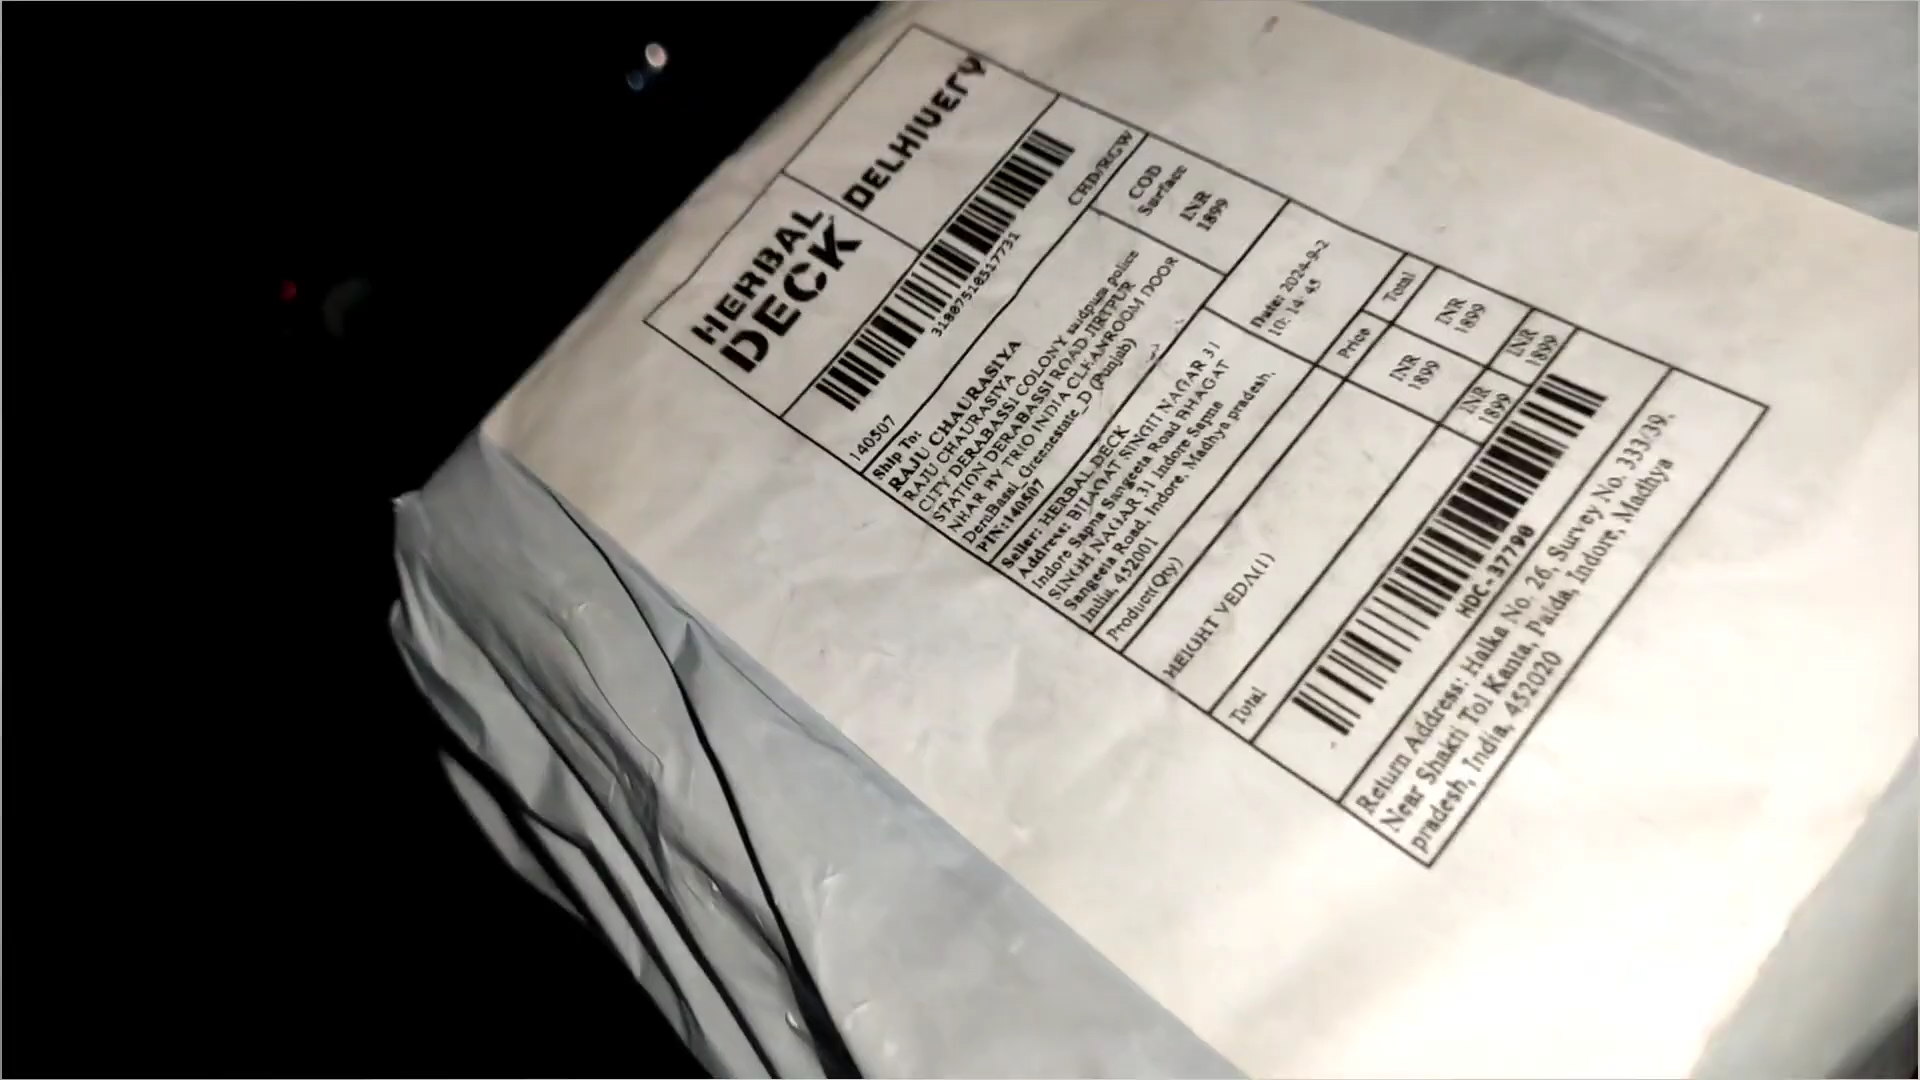 HERBAL
DECK
DELHIVERY
31807510517731
140507
CHD/RGW
Ship To:
RAJU CHAURASIYA
RAJU CHAURASIYA
CITY DERABASSI COLONY saidpura police
STATION DERABASSI ROAD JIRTPUR
NHAR BY TRIO INDIA CLEANROOM DOOR
DeraBassi_Greenestate_D (Punjab)
PIN:140507
COD
Surface
INR
1899
Seller: HERBAL DECK
Address: BHAGAT SINGH NAGAR 31
Indore Sapna Sangeeta Road BHAGAT
SINGH NAGAR 31 Indore Sapna
Sangeeta Road, Indore, Madhya pradesh,
India, 452001
Date: 2024-9-2
10: 14: 45
Product(Qty)
Price
Total
HEIGHT VEDA(1)
INR
1899
INR
1899
Total
INR
1899
INR
1899
HDC-37790
Return Address: Halka No. 26, Survey No. 333/39,
Near Shakti Tol Kanta, Palda, Indore, Madhya
pradesh, India, 452020